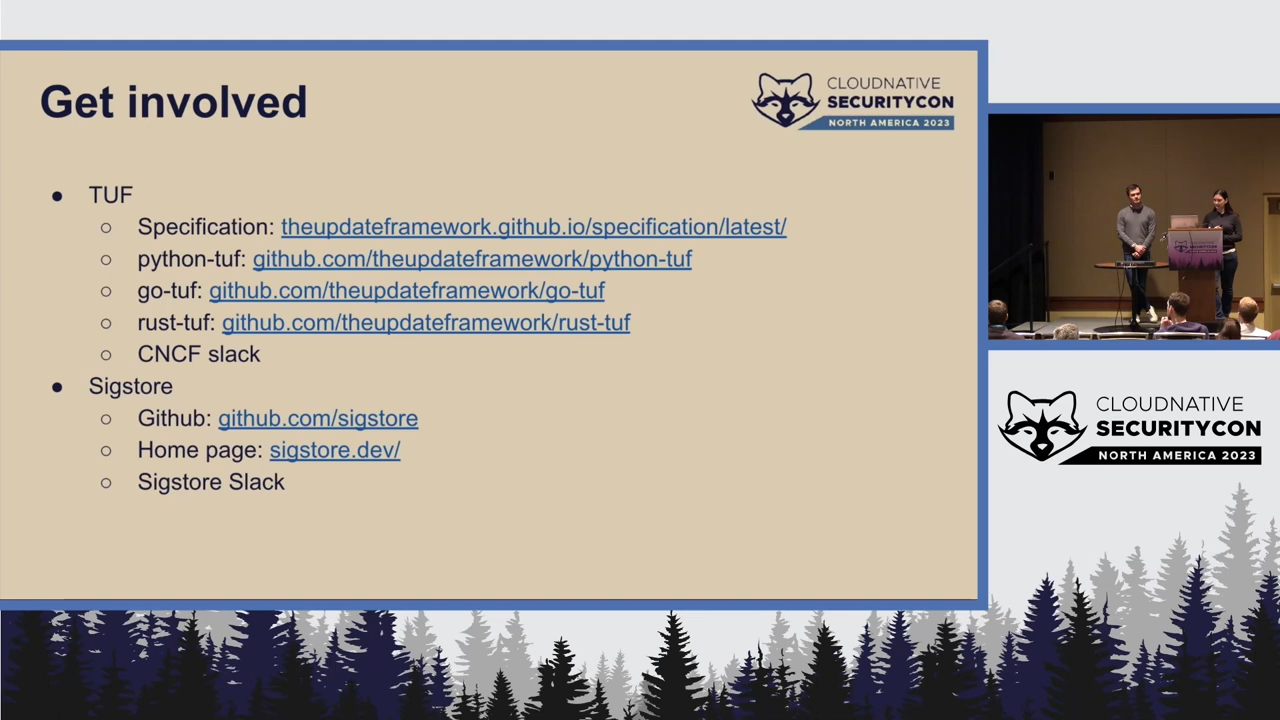 Get involved
CLOUDNATIVE
SECURITYCON
NORTH AMERICA 2023
● TUF
○ Specification: theupdateframework.github.io/specification/latest/
○ python-tuf: github.com/theupdateframework/python-tuf
○ go-tuf: github.com/theupdateframework/go-tuf
○ rust-tuf: github.com/theupdateframework/rust-tuf
○ CNCF slack
● Sigstore
○ Github: github.com/sigstore
○ Home page: sigstore.dev/
○ Sigstore Slack
CLOUDNATIVE
SECURITYCON
NORTH AMERICA 2023